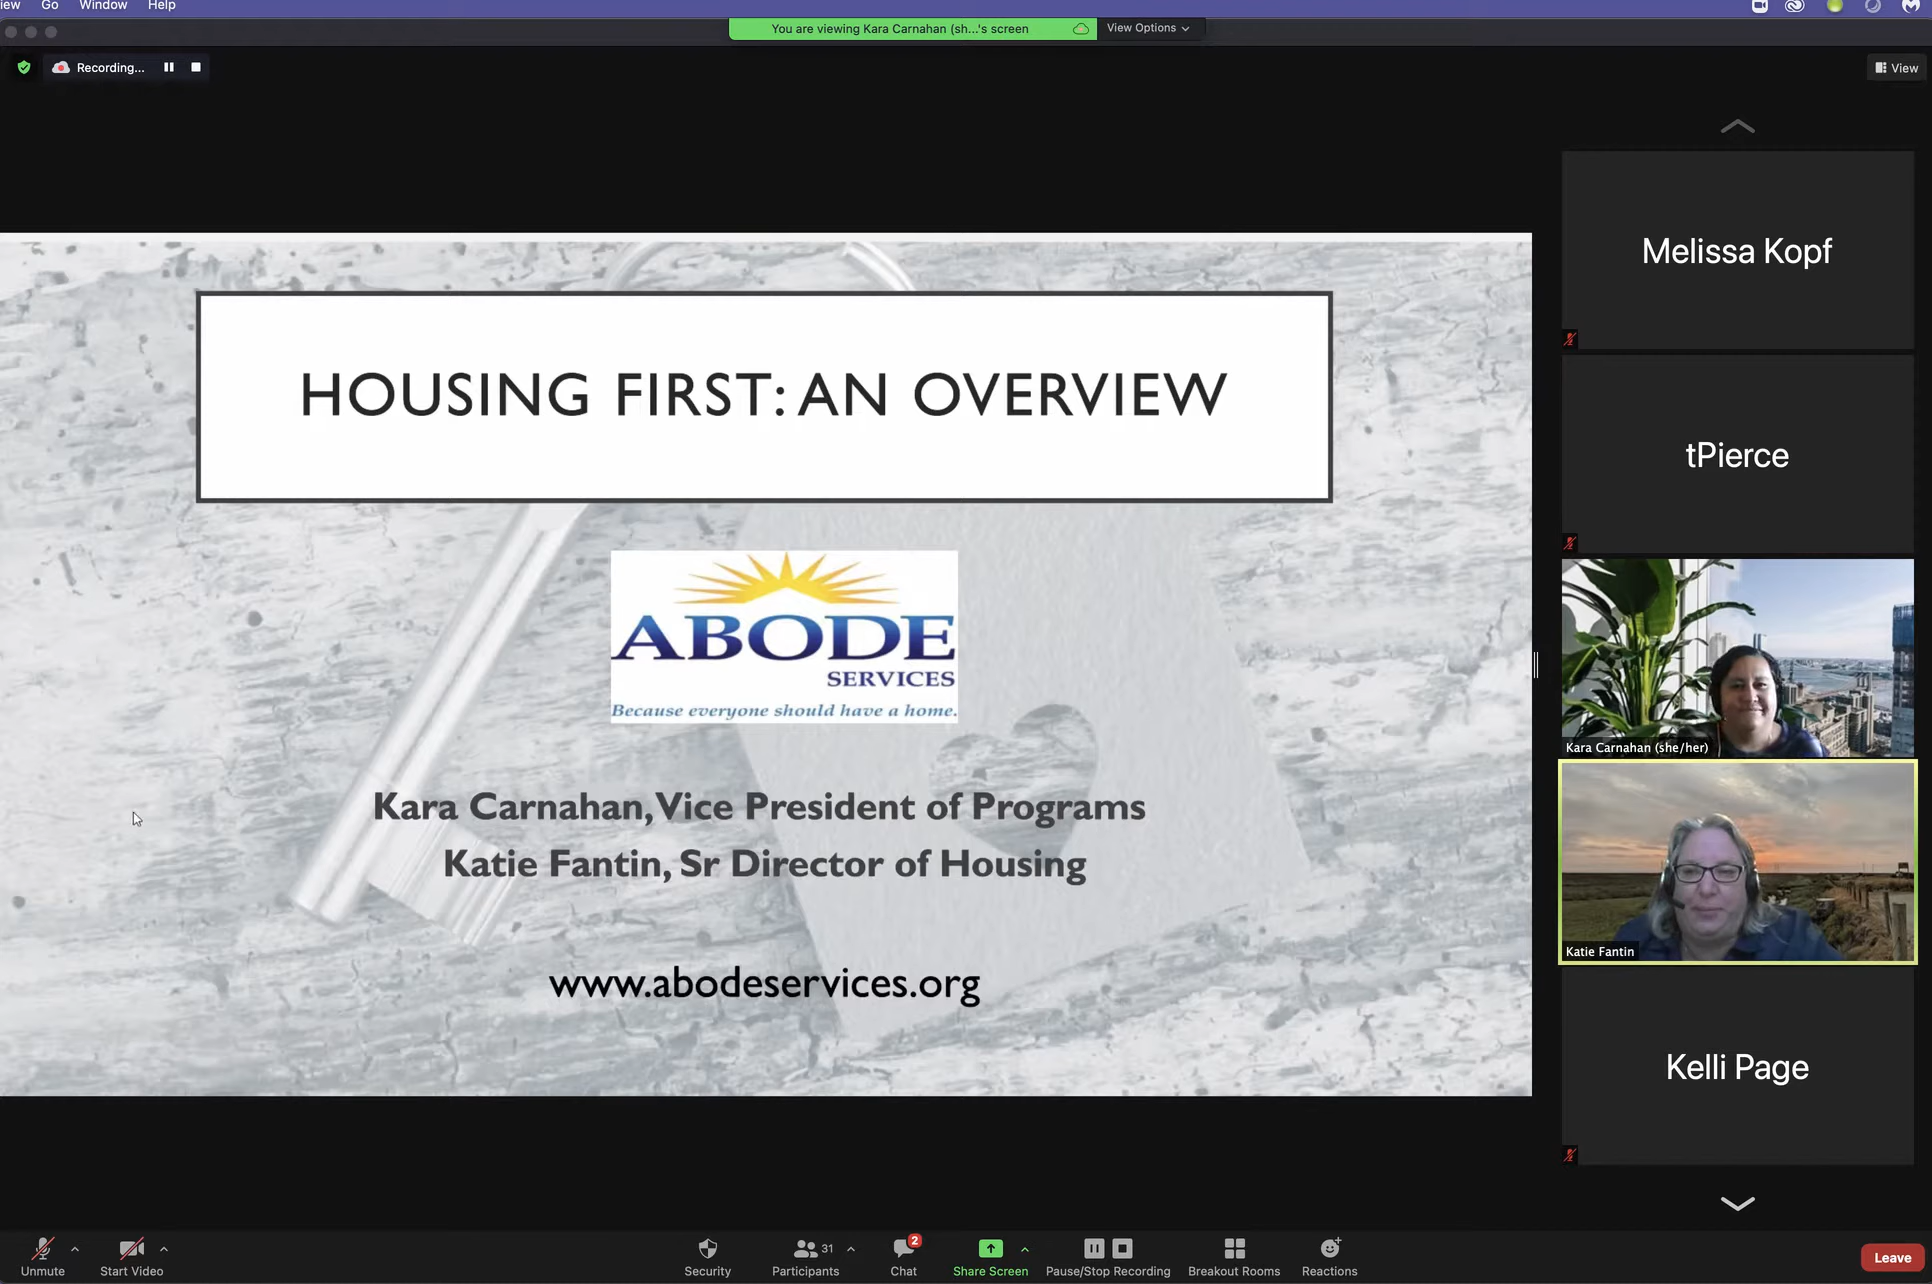 iew Go Window Help
You are viewing Kara Carnahan (sh...'s screen
View Options
Recording...
View
HOUSING FIRST: AN OVERVIEW
ABODE
SERVICES
Because everyone should have a home.
Kara Carnahan, Vice President of Programs
Katie Fantin, Sr Director of Housing
www.abodeservices.org
Melissa Kopf
tPierce
Kara Carnahan (she/her)
Katie Fantin
Kelli Page
Unmute
Start Video
Security
31
Participants
2
Chat
Share Screen
Pause/Stop Recording
Breakout Rooms
Reactions
Leave